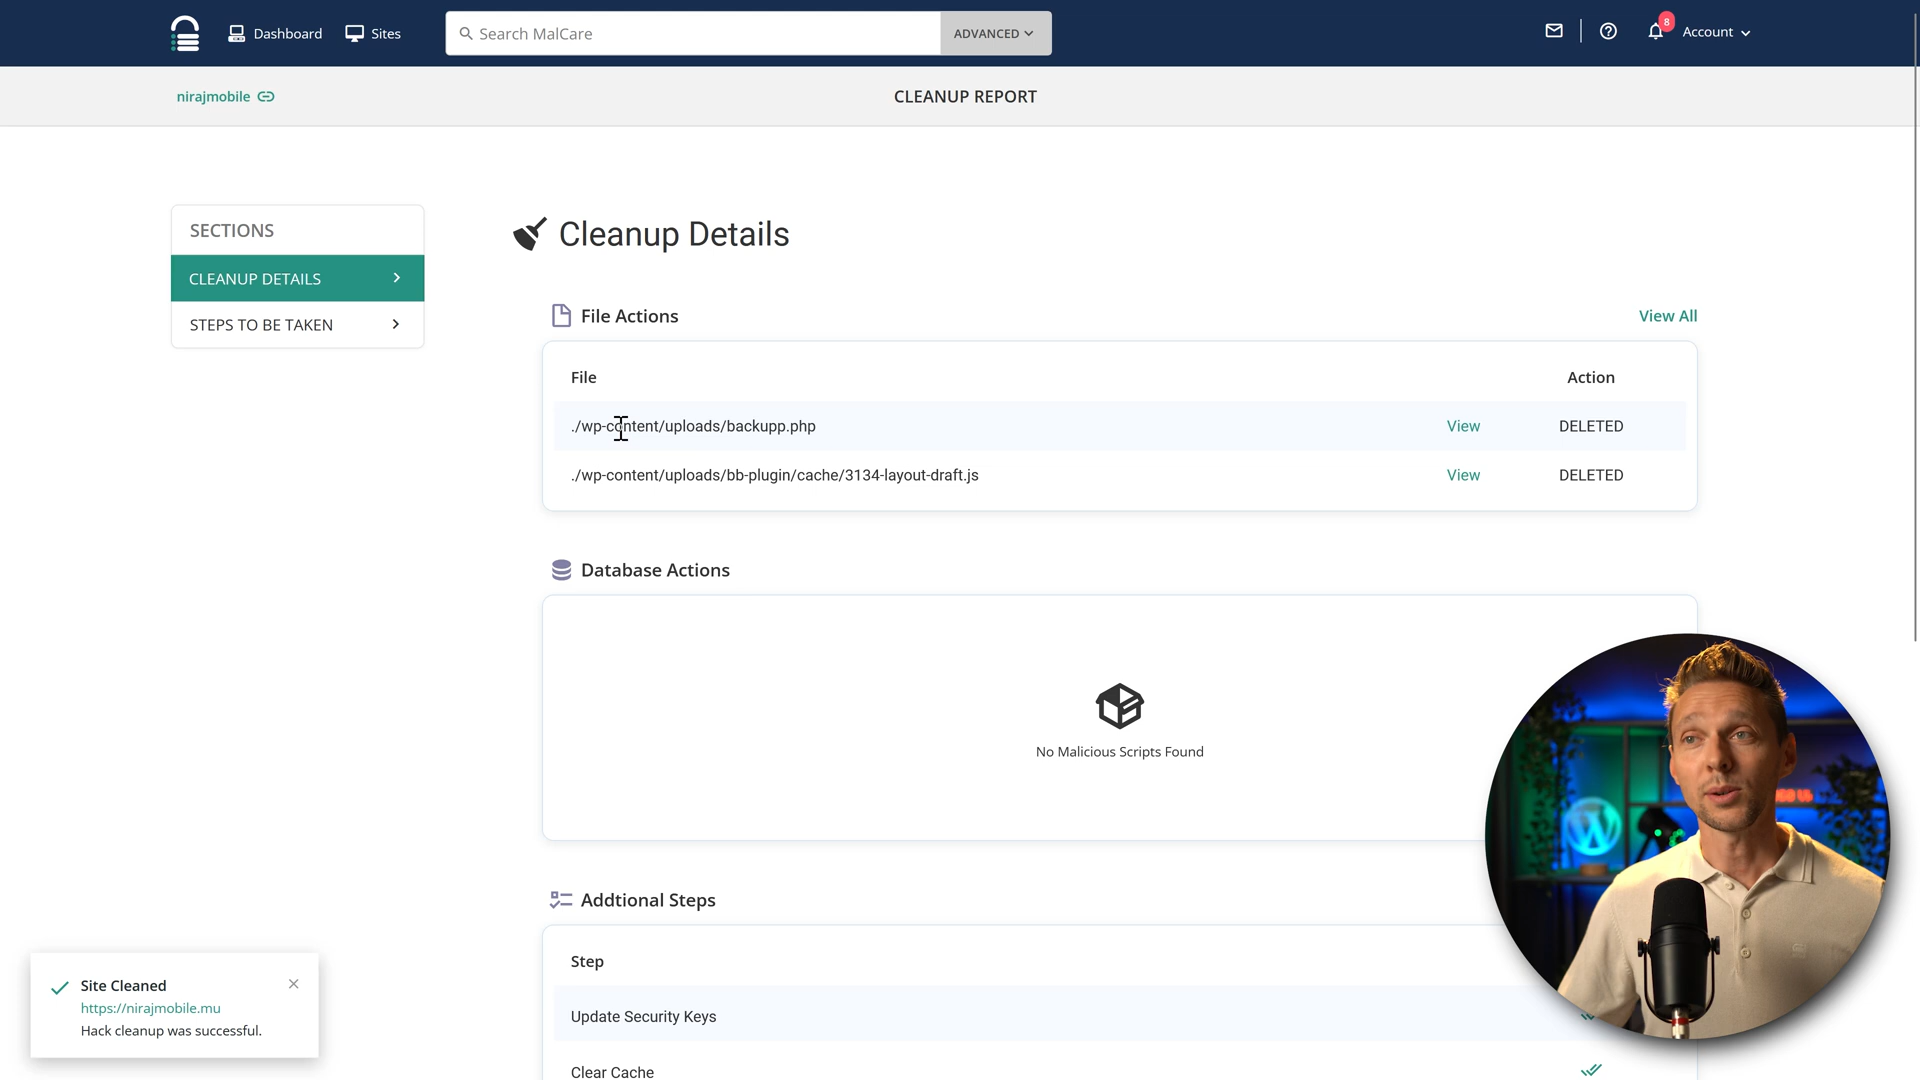 Dashboard
Sites
Search MalCare
ADVANCED
8
Account
nirajmobile
CLEANUP REPORT
SECTIONS
CLEANUP DETAILS
STEPS TO BE TAKEN
Cleanup Details
File Actions
View All
File
Action
./wp-content/uploads/backupp.php
View
DELETED
./wp-content/uploads/bb-plugin/cache/3134-layout-draft.js
View
DELETED
Database Actions
No Malicious Scripts Found
Addtional Steps
Step
Update Security Keys
Clear Cache
Site Cleaned
https://nirajmobile.mu
Hack cleanup was successful.